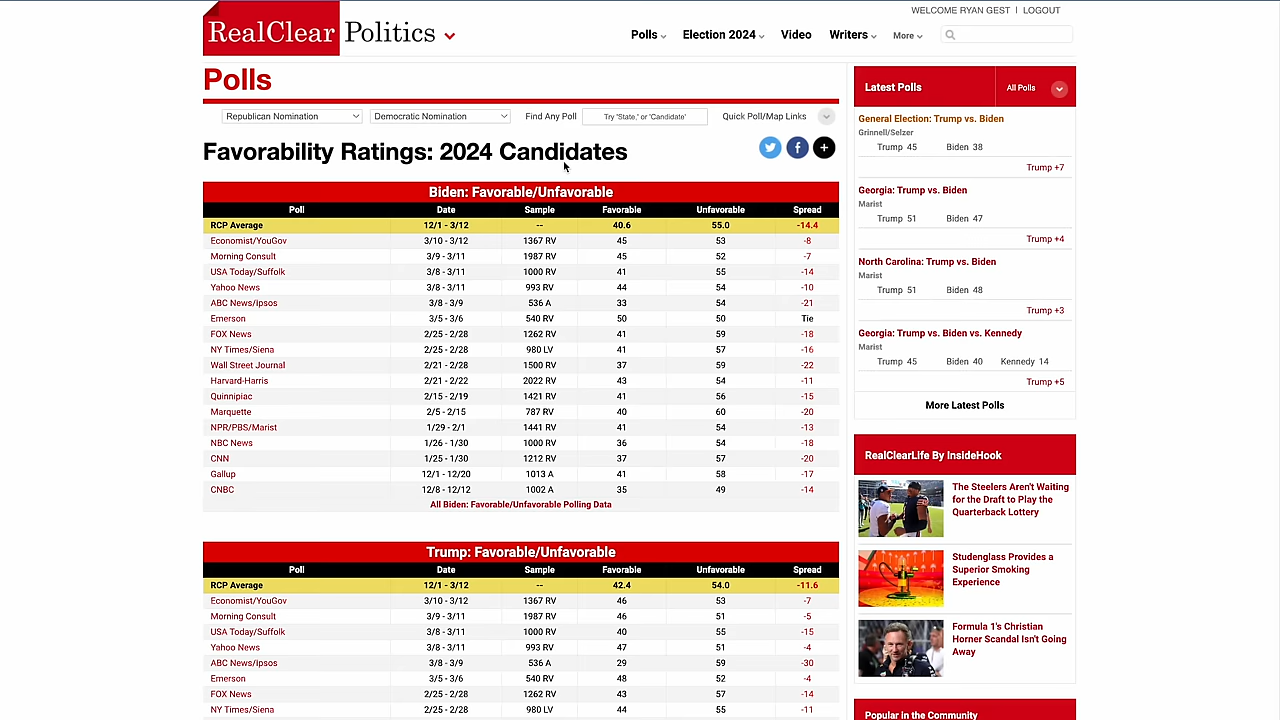 WELCOME RYAN GEST | LOGOUT
RealClear Politics
Polls Election 2024 Video Writers More
Polls
Republican Nomination Democratic Nomination Find Any Poll Try 'State,' or 'Candidate' Quick Poll/Map Links
Favorability Ratings: 2024 Candidates
Biden: Favorable/Unfavorable
Poll Date Sample Favorable Unfavorable Spread
RCP Average 12/1 - 3/12 -- 40.6 55.0 -14.4
Economist/YouGov 3/10 - 3/12 1367 RV 45 53 -8
Morning Consult 3/9 - 3/11 1987 RV 45 52 -7
USA Today/Suffolk 3/8 - 3/11 1000 RV 41 55 -14
Yahoo News 3/8 - 3/11 993 RV 44 54 -10
ABC News/Ipsos 3/8 - 3/9 536 A 33 54 -21
Emerson 3/5 - 3/6 540 RV 50 50 Tie
FOX News 2/25 - 2/28 1262 RV 41 59 -18
NY Times/Siena 2/25 - 2/28 980 LV 41 57 -16
Wall Street Journal 2/21 - 2/28 1500 RV 37 59 -22
Harvard-Harris 2/21 - 2/22 2022 RV 43 54 -11
Quinnipiac 2/15 - 2/19 1421 RV 41 56 -15
Marquette 2/5 - 2/15 787 RV 40 60 -20
NPR/PBS/Marist 1/29 - 2/1 1441 RV 41 54 -13
NBC News 1/26 - 1/30 1000 RV 36 54 -18
CNN 1/25 - 1/30 1212 RV 37 57 -20
Gallup 12/1 - 12/20 1013 A 41 58 -17
CNBC 12/8 - 12/12 1002 A 35 49 -14
All Biden: Favorable/Unfavorable Polling Data
Trump: Favorable/Unfavorable
Poll Date Sample Favorable Unfavorable Spread
RCP Average 12/1 - 3/12 -- 42.4 54.0 -11.6
Economist/YouGov 3/10 - 3/12 1367 RV 46 53 -7
Morning Consult 3/9 - 3/11 1987 RV 46 51 -5
USA Today/Suffolk 3/8 - 3/11 1000 RV 40 55 -15
Yahoo News 3/8 - 3/11 993 RV 47 51 -4
ABC News/Ipsos 3/8 - 3/9 536 A 29 59 -30
Emerson 3/5 - 3/6 540 RV 48 52 -4
FOX News 2/25 - 2/28 1262 RV 43 57 -14
NY Times/Siena 2/25 - 2/28 980 LV 44 55 -11
Latest Polls All Polls
General Election: Trump vs. Biden
Grinnell/Selzer
Trump 45 Biden 38
Trump +7
Georgia: Trump vs. Biden
Marist
Trump 51 Biden 47
Trump +4
North Carolina: Trump vs. Biden
Marist
Trump 51 Biden 48
Trump +3
Georgia: Trump vs. Biden vs. Kennedy
Marist
Trump 45 Biden 40 Kennedy 14
Trump +5
More Latest Polls
RealClearLife By InsideHook
The Steelers Aren't Waiting
for the Draft to Play the
Quarterback Lottery
Studenglass Provides a
Superior Smoking
Experience
Formula 1's Christian
Horner Scandal Isn't Going
Away
Popular in the Community